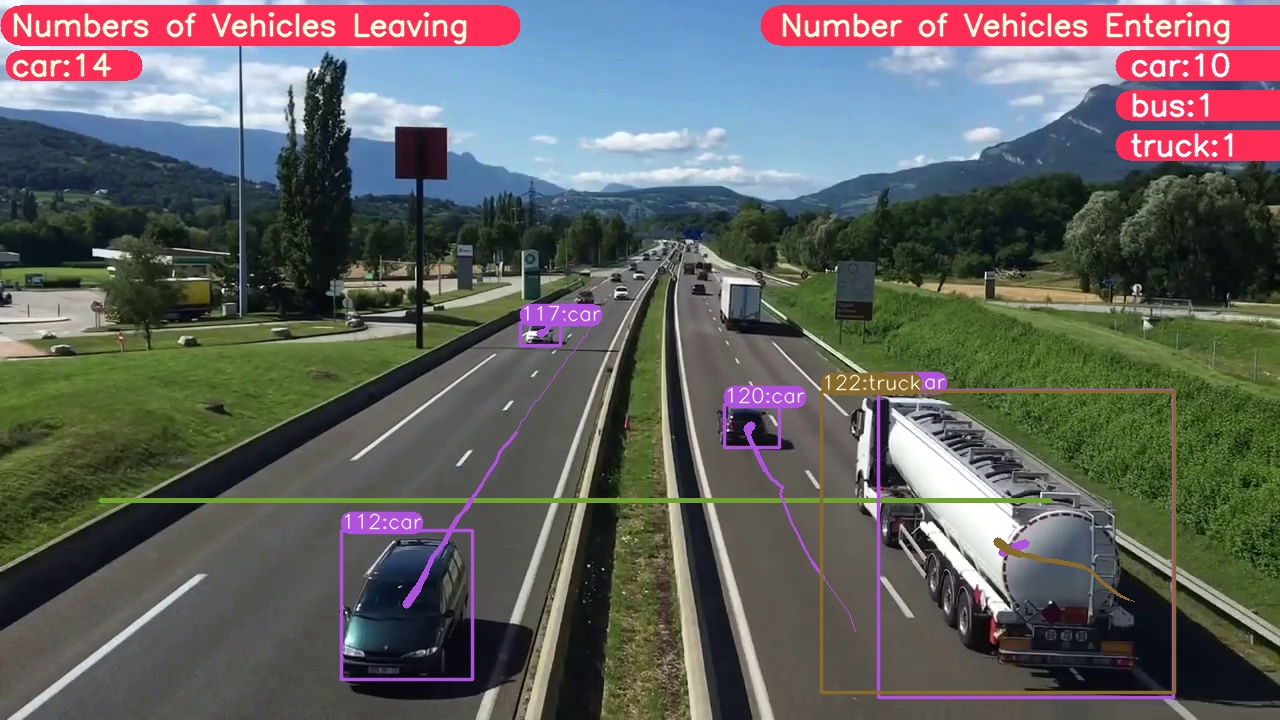 Numbers of Vehicles Leaving
Number of Vehicles Entering
car:14
car:10
bus:1
truck:1
117:car
122:truck
ar
120:car
112:car